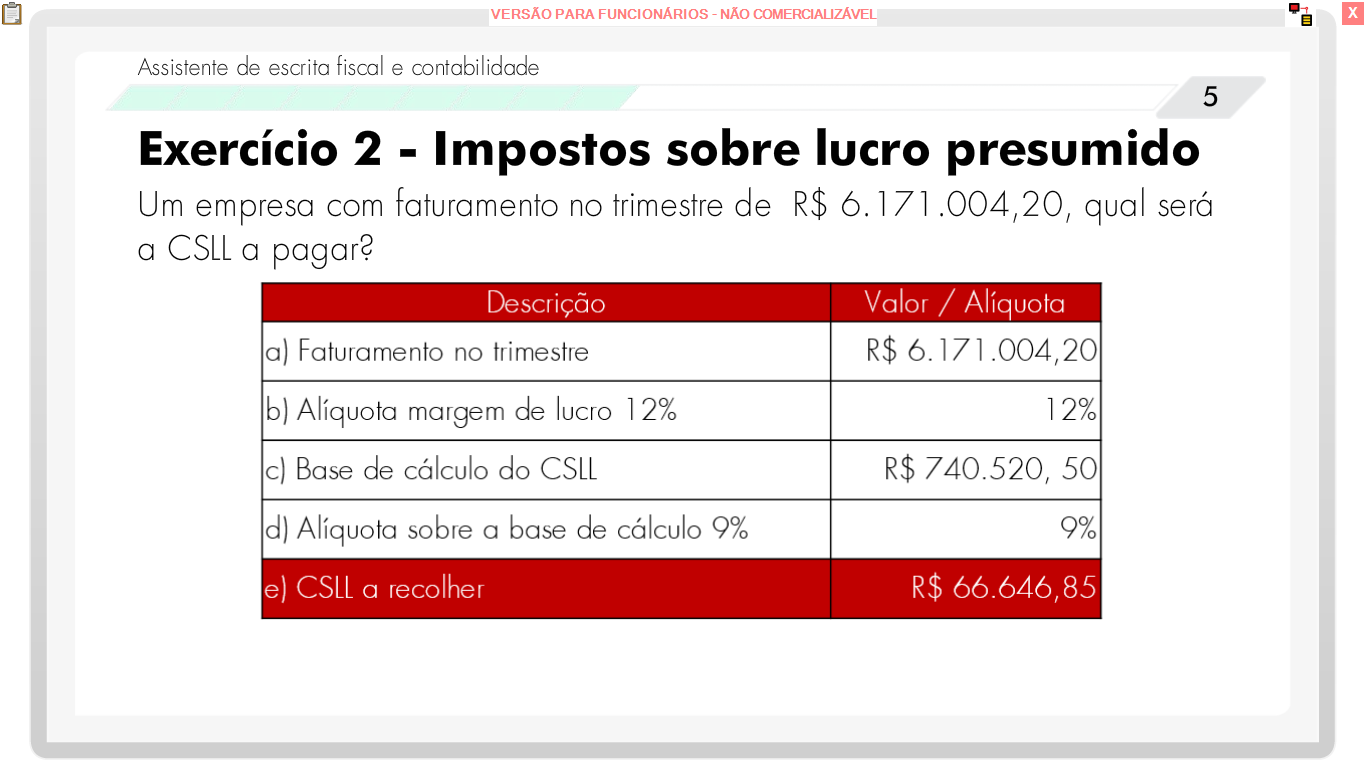 VERSÃO PARA FUNCIONÁRIOS - NÃO COMERCIALIZÁVEL
X
Assistente de escrita fiscal e contabilidade
5
Exercício 2 - Impostos sobre lucro presumido
Um empresa com faturamento no trimestre de R$ 6.171.004,20, qual será
a CSLL a pagar?
Descrição Valor / Alíquota
a) Faturamento no trimestre R$ 6.171.004,20
b) Alíquota margem de lucro 12% 12%
c) Base de cálculo do CSLL R$ 740.520, 50
d) Alíquota sobre a base de cálculo 9% 9%
e) CSLL a recolher R$ 66.646,85